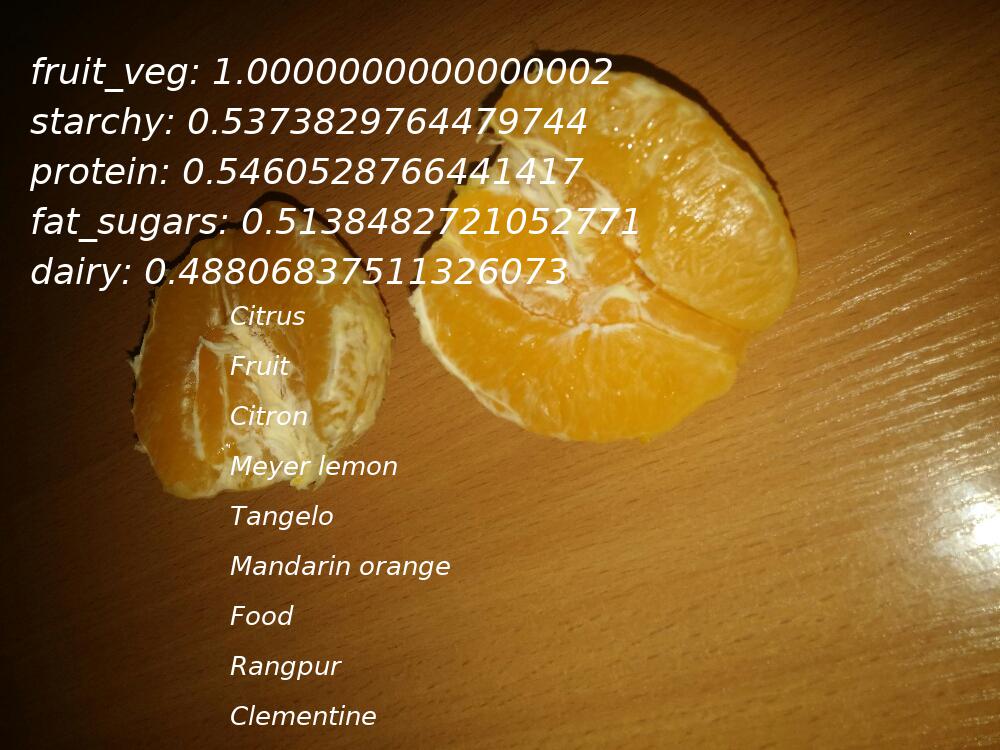 fruit_veg: 1.0000000000000002
starchy: 0.5373829764479744
protein: 0.5460528766441417
fat_sugars: 0.5138482721052771
dairy: 0.48806837511326073
Citrus
Fruit
Citron
Meyer lemon
Tangelo
Mandarin orange
Food
Rangpur
Clementine